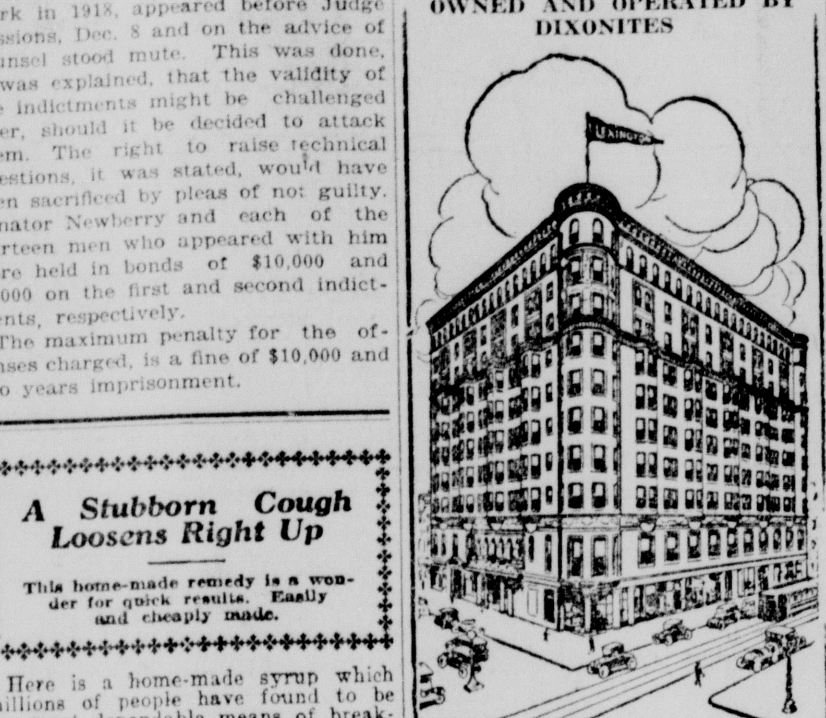 rk in 1918, appeared before Judge
ssions, Dec. 8 and on the advice of
unsel stood mute. This was done,
was explained, that the validity of
e indictments might be challenged
er, should it be decided to attack
em. The right to raise technical
estions, it was stated, would have
en sacrificed by pleas of not guilty.
nator Newberry and each of the
rteen men who appeared with him
re held in bonds of $10,000 and
000 on the first and second indict-
ents, respectively.
The maximum penalty for the of-
nses charged, is a fine of $10,000 and
o years imprisonment.
A Stubborn Cough
Loosens Right Up
This home-made remedy is a won-
der for quick results. Easily
and cheaply made.
Here is a home-made syrup which
illions of people have found to be
means of break-
OWNED AND OPERATED BY
DIXONITES
LEXINGTON